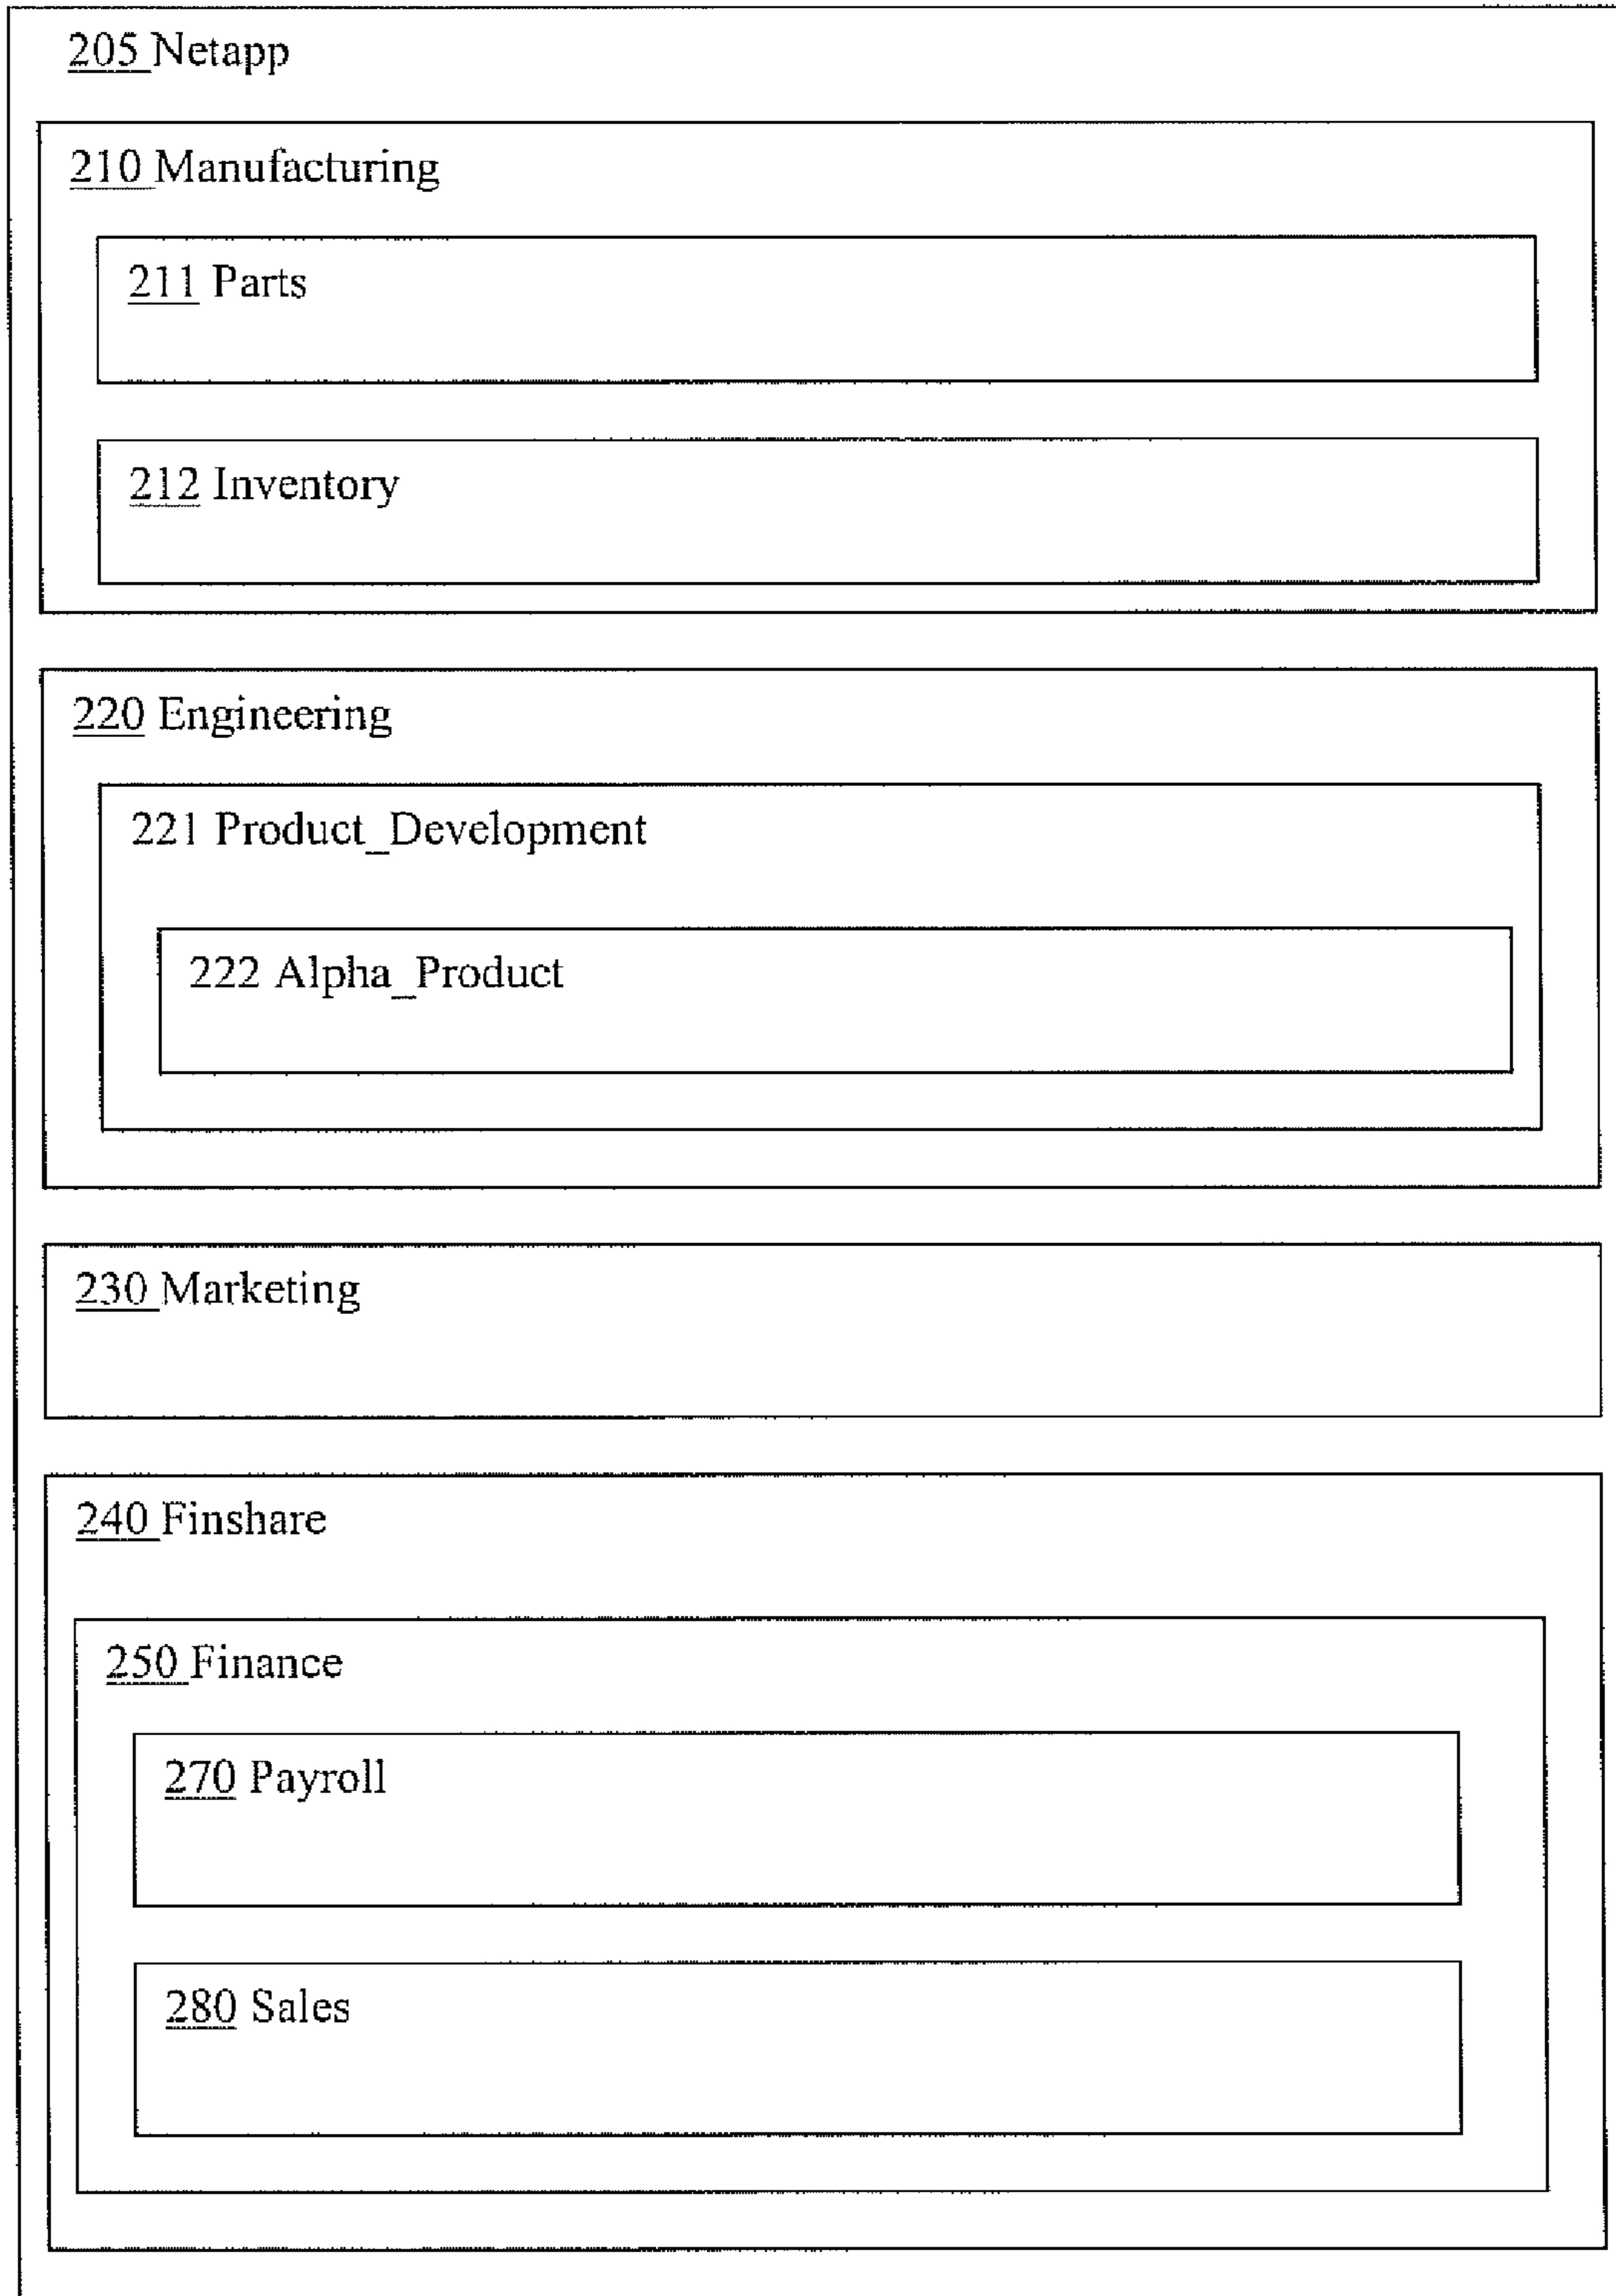 205 Netapp
210 Manufacturing
211 Parts
212 Inventory
220 Engineering
221 Product_Development
222 Alpha_Product
230 Marketing
240 Finshare
250 Finance
270 Payroll
280 Sales